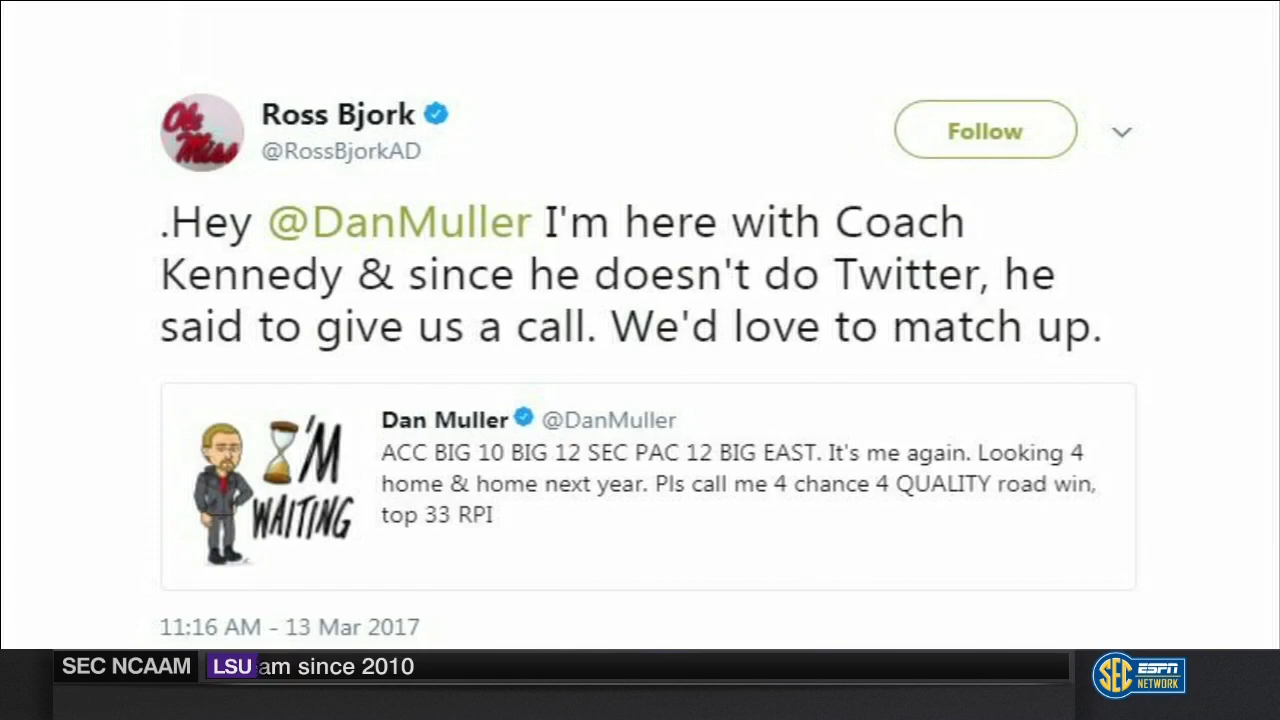 Ole Miss
Ross Bjork
@RossBjorkAD
Follow
.Hey @DanMuller I'm here with Coach
Kennedy & since he doesn't do Twitter, he
said to give us a call. We'd love to match up.
I'M
WAITING
Dan Muller @DanMuller
ACC BIG 10 BIG 12 SEC PAC 12 BIG EAST. It's me again. Looking 4
home & home next year. Pls call me 4 chance 4 QUALITY road win,
top 33 RPI
11:16 AM - 13 Mar 2017
SEC NCAAM LSU am since 2010
SEC ESPN
NETWORK